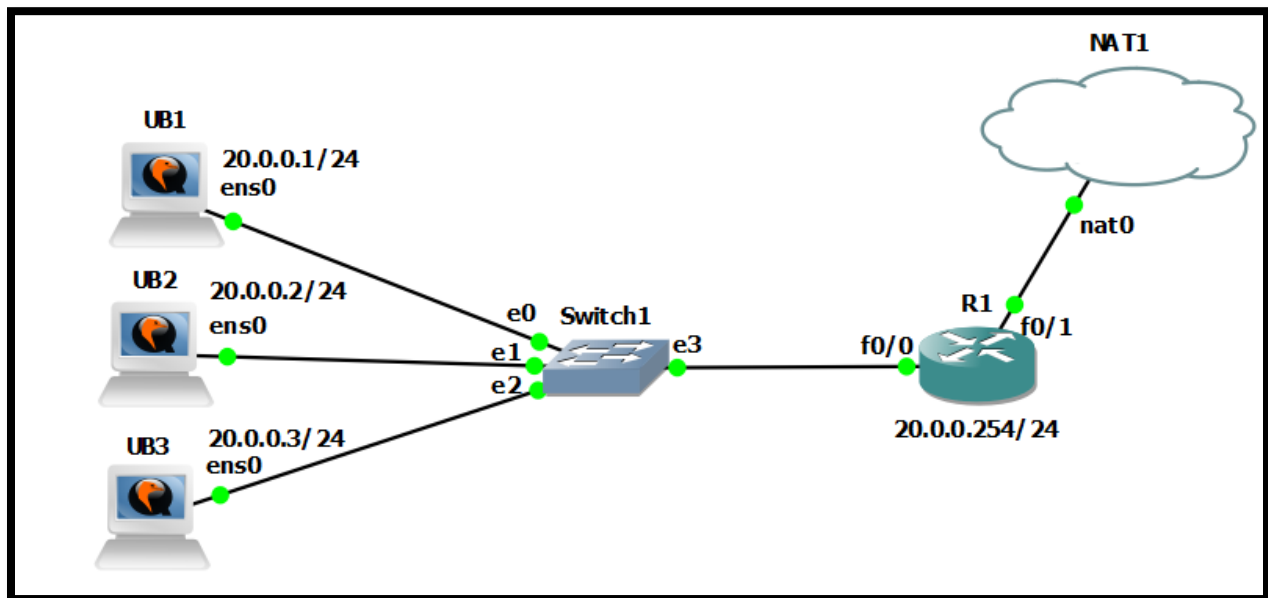 NAT1
UB1
20.0.0.1/24
ens0
nat0
UB2
20.0.0.2/24
ens0
e0
Switch1
R1
f0/1
e1
e3
f0/0
e2
20.0.0.254/24
UB3
20.0.0.3/24
ens0